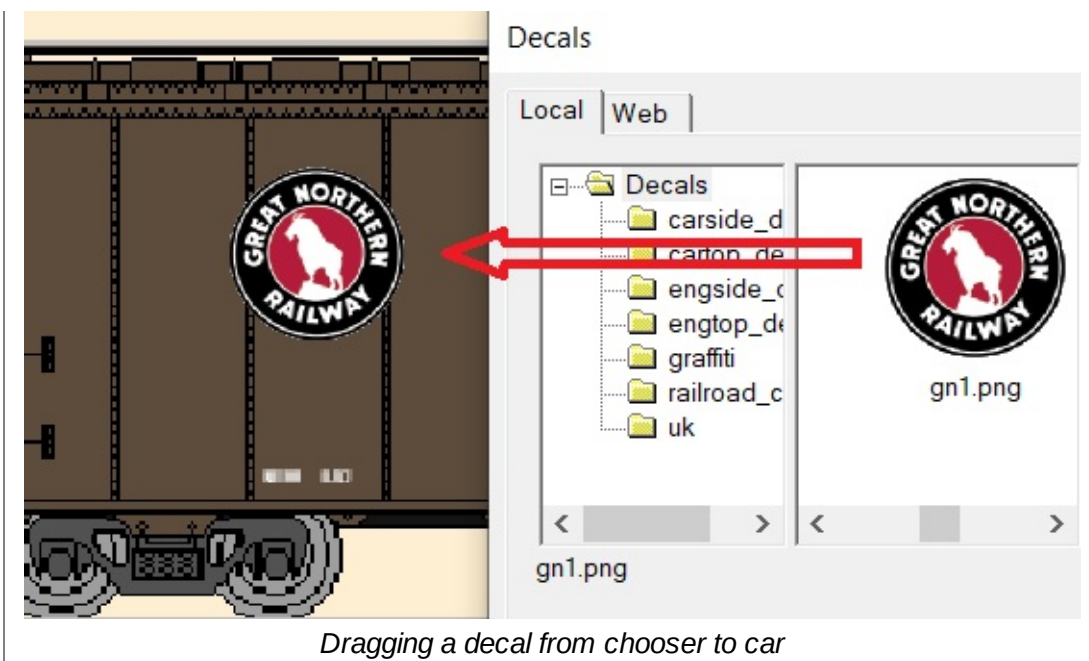 Decals
Local
Web
Decals
carside_d
cartop_de
engside_c
engtop_de
graffiti
railroad_c
uk
GREAT NORTHERN
RAILWAY
GREAT NORTHERN
RAILWAY
gn1.png
gn1.png
Dragging a decal from chooser to car